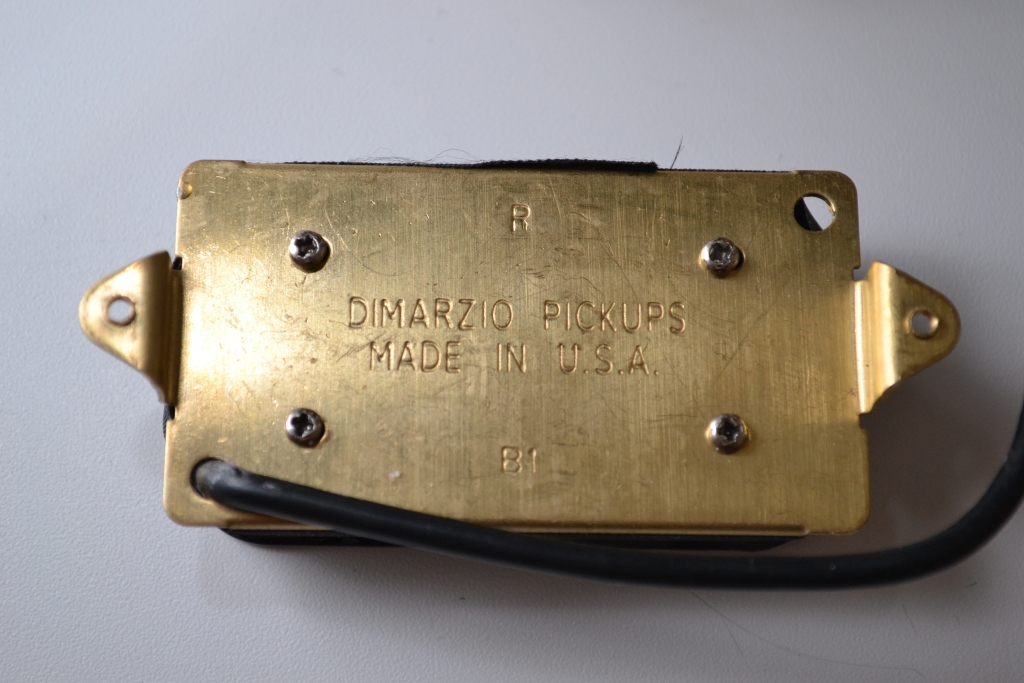 R
DIMARZIO PICKUPS
MADE IN U.S.A.
B1